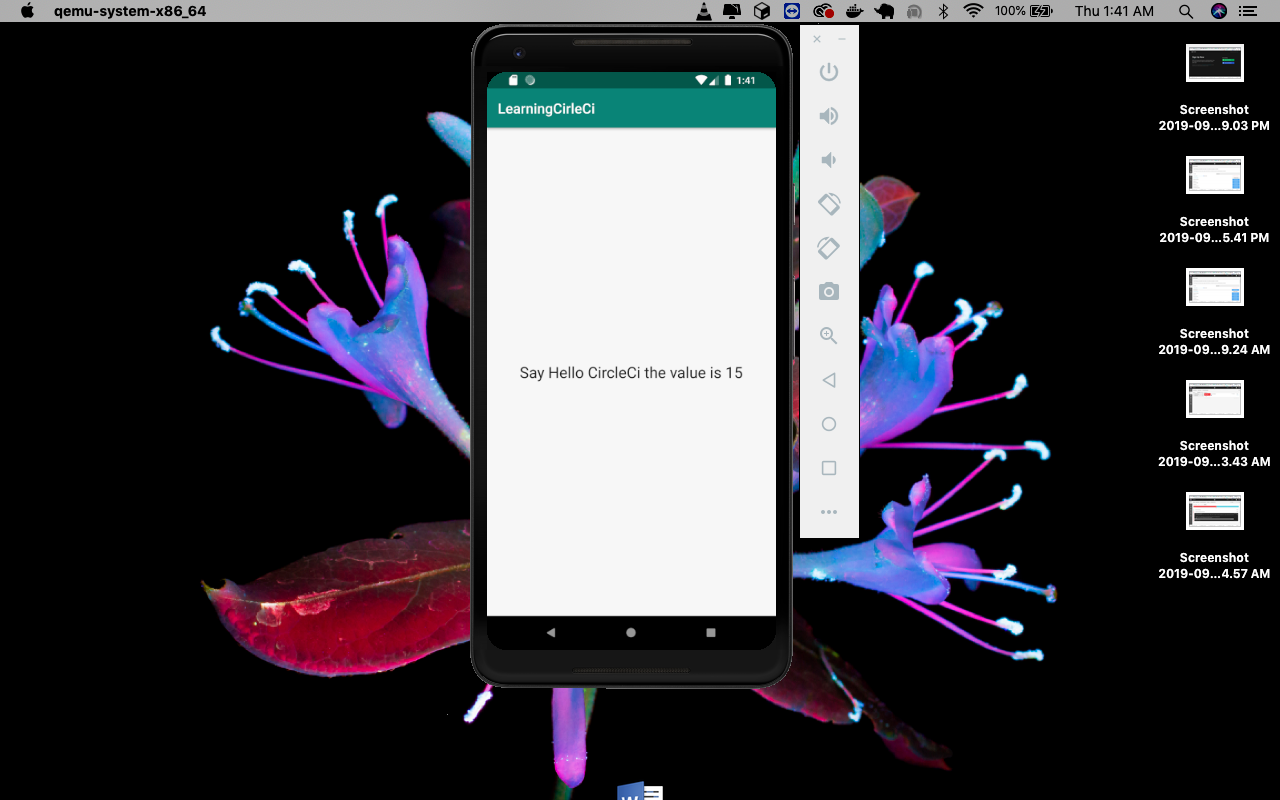 qemu-system-x86_64
100%
Thu 1:41 AM
1:41
LearningCirleCi
Say Hello CircleCi the value is 15
Screenshot
2019-09...9.03 PM
Screenshot
2019-09...5.41 PM
Screenshot
2019-09...9.24 AM
Screenshot
2019-09...3.43 AM
Screenshot
2019-09...4.57 AM
W